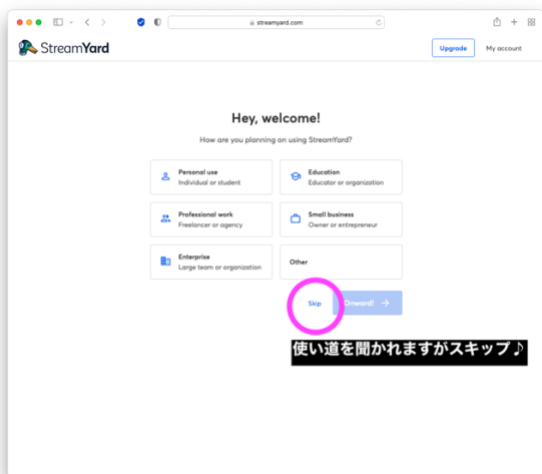 streamyard.com
StreamYard
Upgrade
My account
Hey, welcome!
How are you planning on using StreamYard?
Personal use
Individual or student
Education
Educator or organization
Professional work
Freelancer or agency
Small business
Owner or entrepreneur
Enterprise
Large team or organization
Other
Skip
Onward!
使い道を聞かれますがスキップ♪